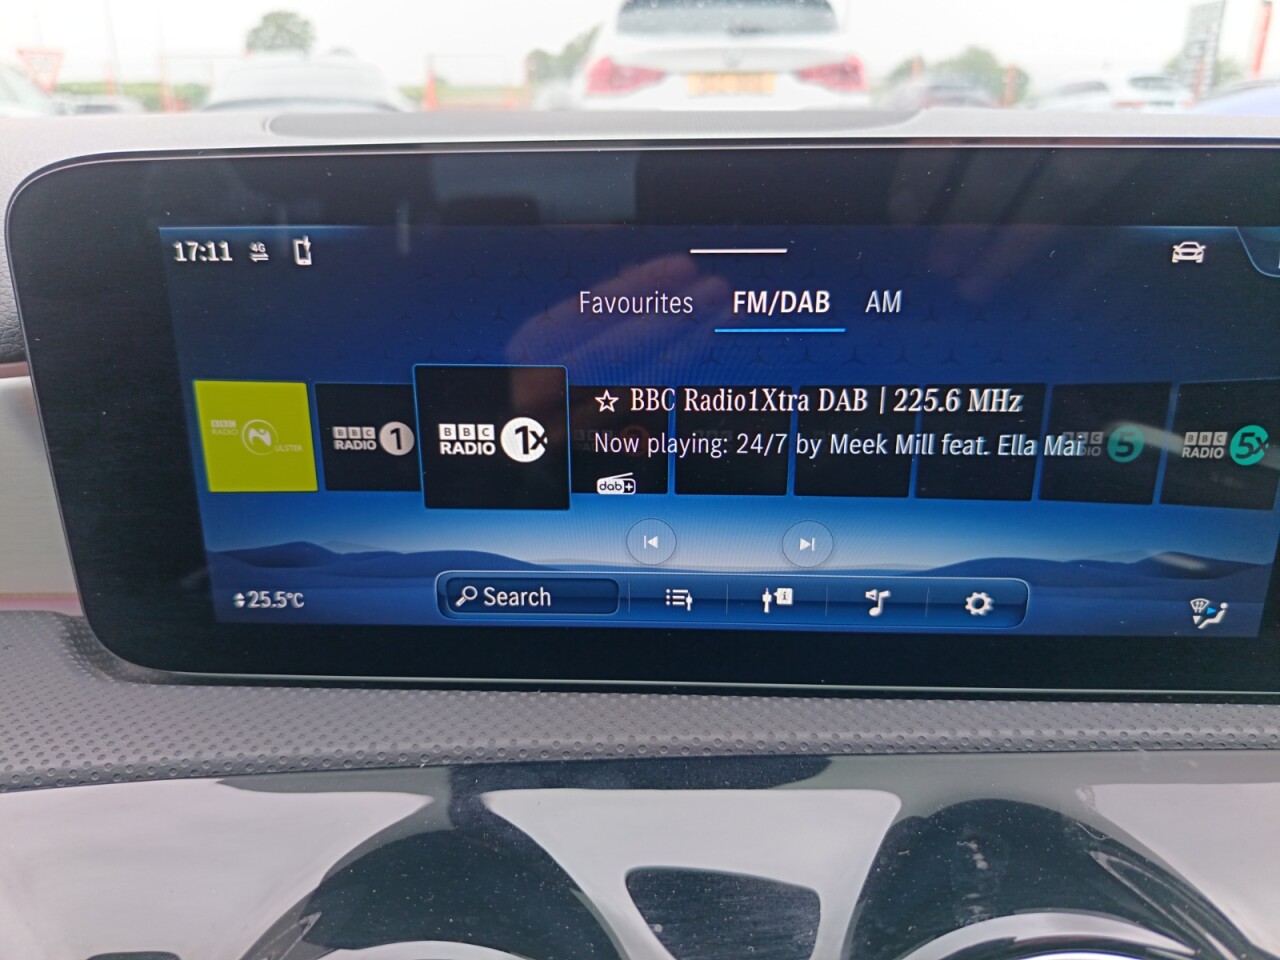 17:11 4G
Favourites FM/DAB AM
BBC RADIO ULSTER
BBC RADIO 1
BBC RADIO 1x
BBC Radio1Xtra DAB | 225.6 MHz
Now playing: 24/7 by Meek Mill feat. Ella Mai
dab+
5
BBC RADIO 5x
25.5°C
Search